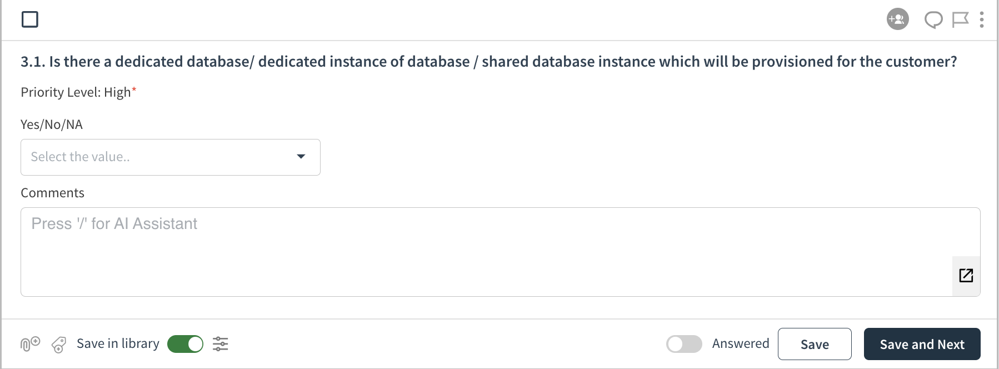 3.1. Is there a dedicated database/ dedicated instance of database / shared database instance which will be provisioned for the customer?
Priority Level: High*
Yes/No/NA
Select the value..
Comments
Press '/' for AI Assistant
Save in library
Answered
Save
Save and Next